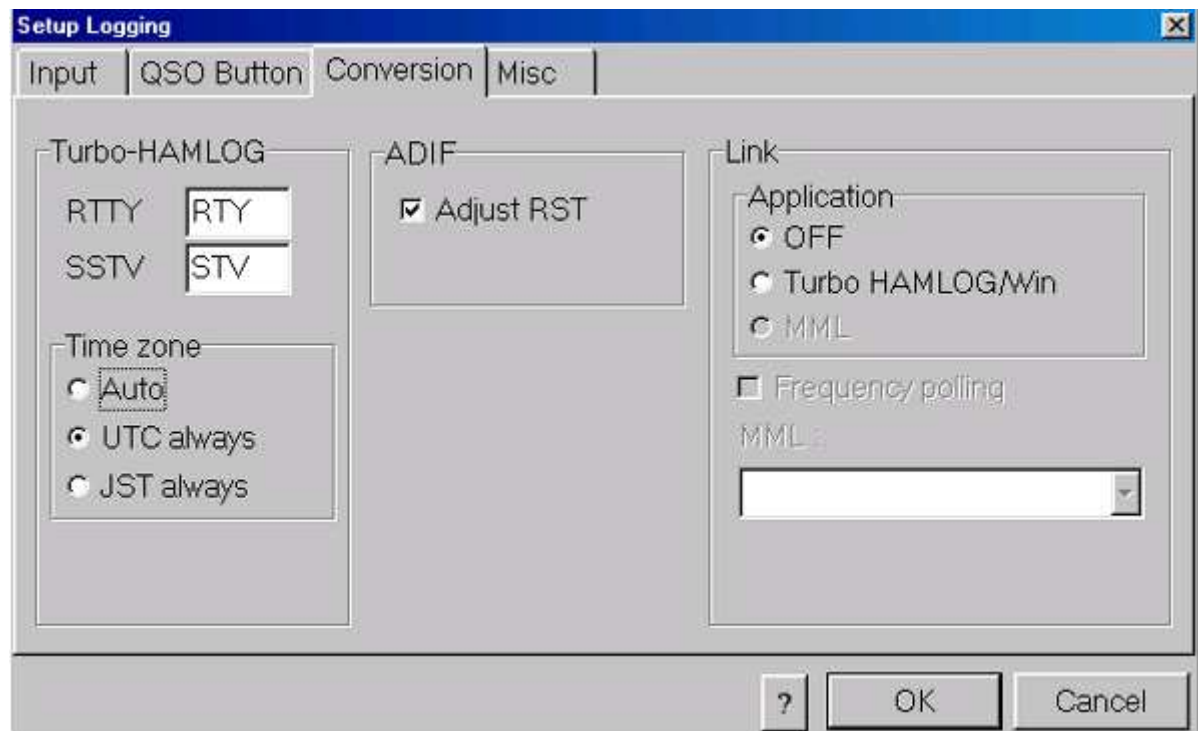 Setup Logging
Input
QSO Button
Conversion
Misc
Turbo-HAMLOG
RTTY
RTY
SSTV
STV
Time zone
Auto
UTC always
JST always
ADIF
Adjust RST
Link
Application
OFF
Turbo HAMLOG/Win
MML
Frequency polling
MML :
?
OK
Cancel